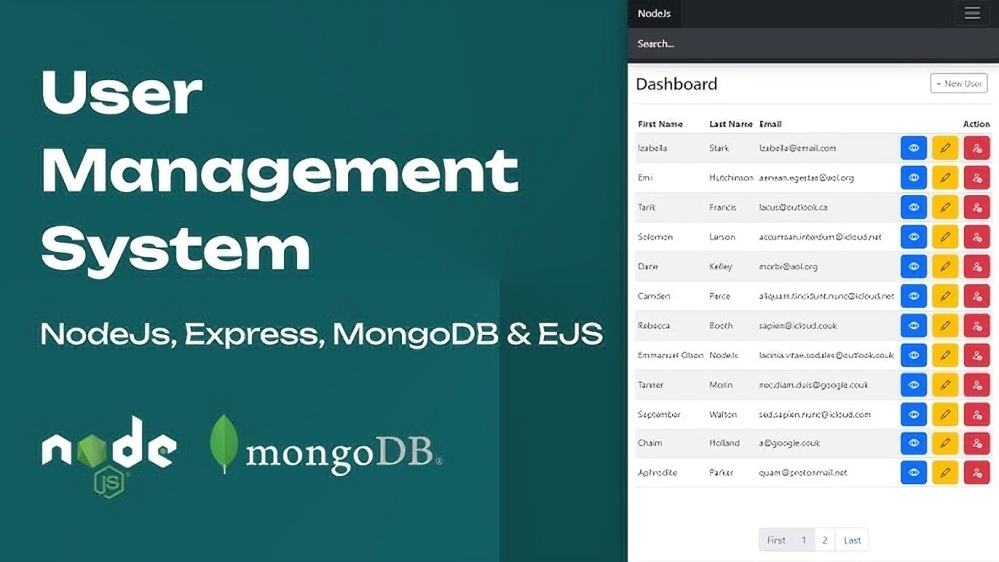 User
Management
System
NodeJs, Express, MongoDB & EJS
node
JS
mongoDB®
NodeJs
Search...
Dashboard
+ New User
First Name Last Name Email Action
Izabella Stark Izabella@email.com
Emi Hutchinson aenean.egestas@aol.org
Tarik Francis lacus@outlook.ca
Solomon Larson accumsan.interdum@icloud.net
Dane Kelley morbi@aol.org
Camden Perce aliquam.tincidunt.nunc@icloud.net
Rebecca Booth sapien@icloud.couk
Emmanuel Olson NodeJs lacinia.vitae.sodales@outlook.couk
Tanner Morin nec.diam.duis@google.couk
September Walton sed.sapien.nunc@icloud.com
Chaim Holland a@google.couk
Aphrodite Parker quam@protonmail.net
First 1 2 Last